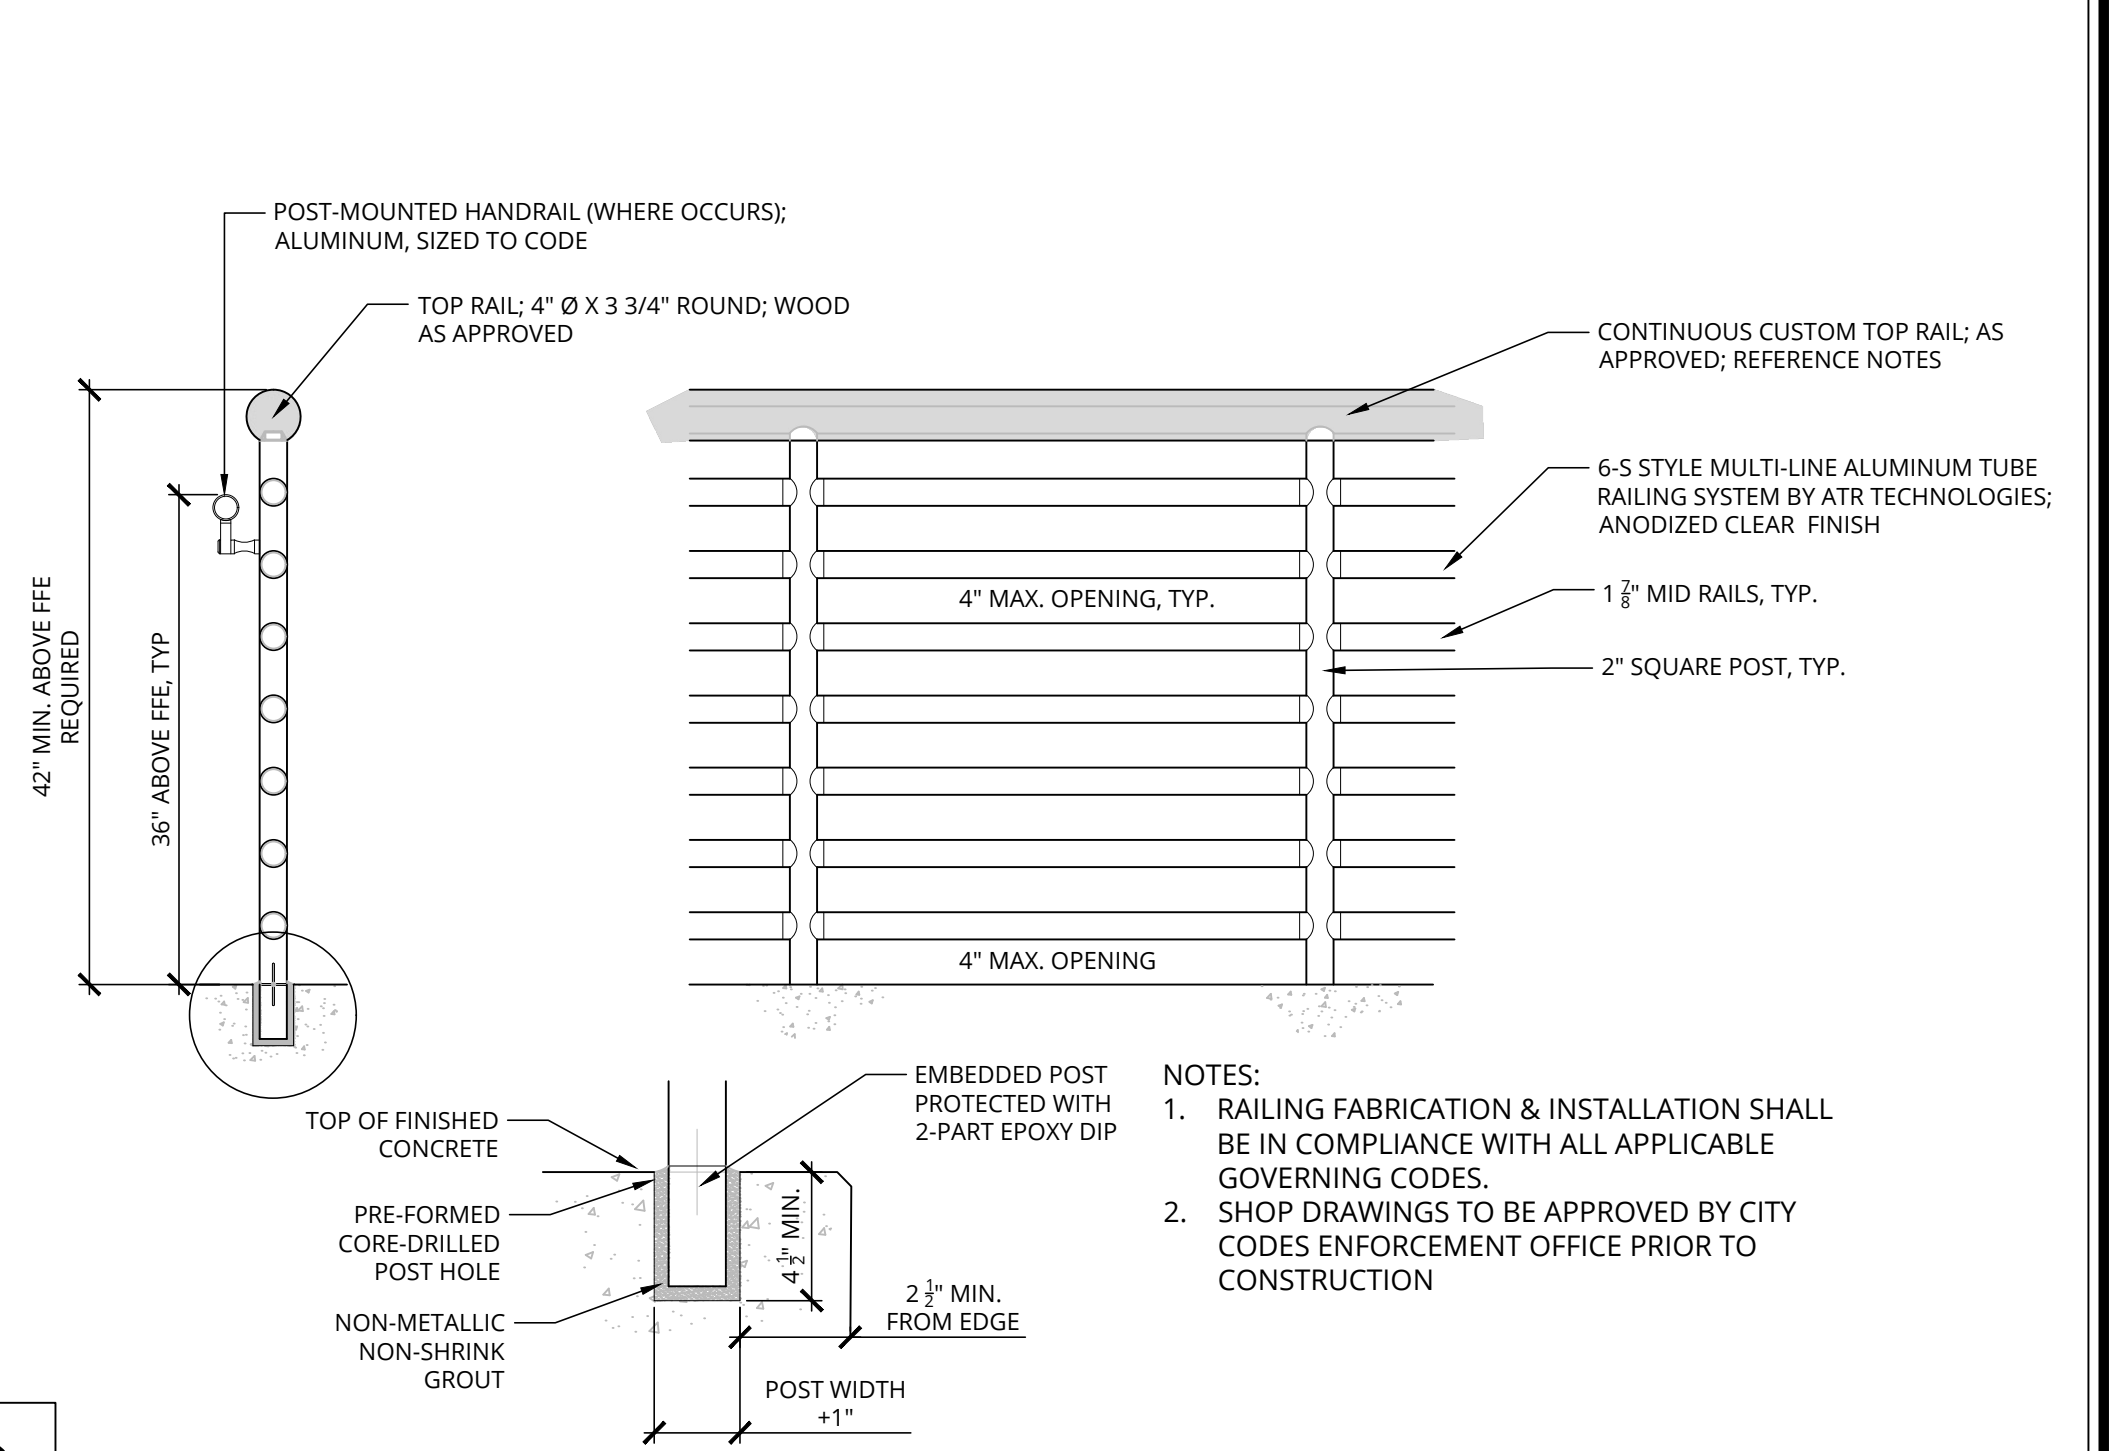 POST-MOUNTED HANDRAIL (WHERE OCCURS);
ALUMINUM, SIZED TO CODE
TOP RAIL; 4" Ø X 3 3/4" ROUND; WOOD
AS APPROVED
CONTINUOUS CUSTOM TOP RAIL; AS
APPROVED; REFERENCE NOTES
6-S STYLE MULTI-LINE ALUMINUM TUBE
RAILING SYSTEM BY ATR TECHNOLOGIES;
ANODIZED CLEAR FINISH
1 7/8" MID RAILS, TYP.
2" SQUARE POST, TYP.
42" MIN. ABOVE FFE
REQUIRED
36" ABOVE FFE, TYP
4" MAX. OPENING, TYP.
4" MAX. OPENING
EMBEDDED POST
PROTECTED WITH
2-PART EPOXY DIP
TOP OF FINISHED
CONCRETE
PRE-FORMED
CORE-DRILLED
POST HOLE
NON-METALLIC
NON-SHRINK
GROUT
4 1/2" MIN.
2 1/2" MIN.
FROM EDGE
POST WIDTH
+1"
NOTES:
1. RAILING FABRICATION & INSTALLATION SHALL
BE IN COMPLIANCE WITH ALL APPLICABLE
GOVERNING CODES.
2. SHOP DRAWINGS TO BE APPROVED BY CITY
CODES ENFORCEMENT OFFICE PRIOR TO
CONSTRUCTION